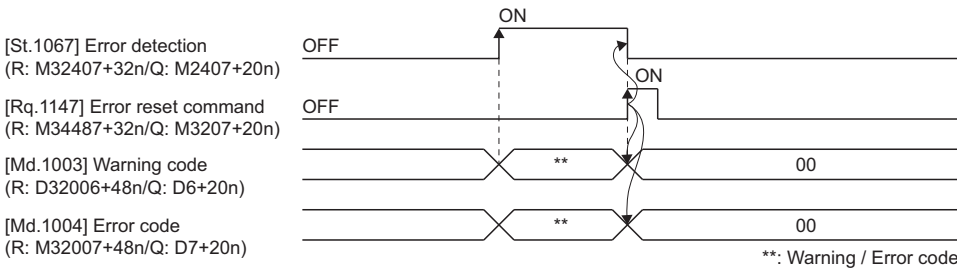 ON
[St.1067] Error detection
OFF
(R: M32407+32n/Q: M2407+20n)
ON
[Rq.1147] Error reset command
OFF
(R: M34487+32n/Q: M3207+20n)
[Md.1003] Warning code
**
00
(R: D32006+48n/Q: D6+20n)
[Md.1004] Error code
**
00
(R: M32007+48n/Q: D7+20n)
**: Warning / Error code